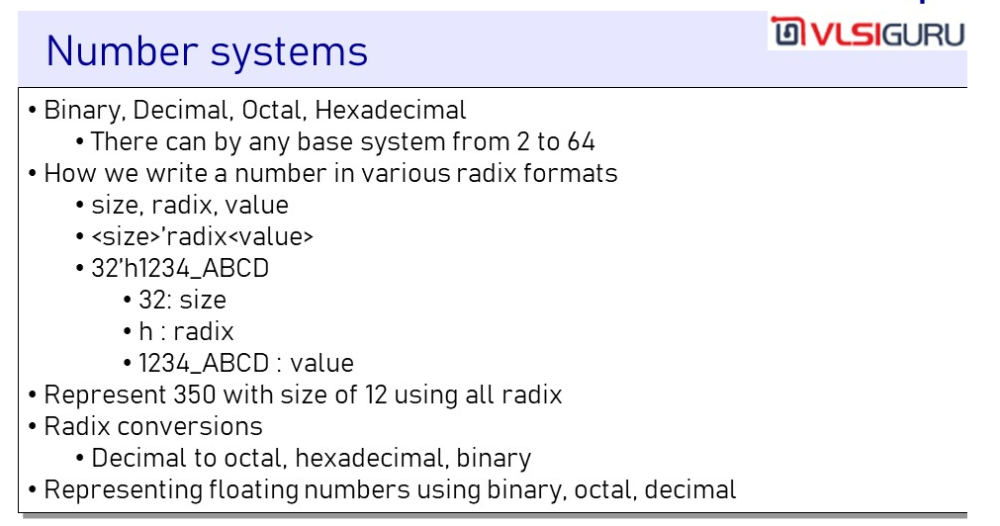 Number systems
VLSIGURU
• Binary, Decimal, Octal, Hexadecimal
• There can by any base system from 2 to 64
• How we write a number in various radix formats
• size, radix, value
• <size>’radix<value>
• 32’h1234_ABCD
• 32: size
• h : radix
• 1234_ABCD : value
• Represent 350 with size of 12 using all radix
• Radix conversions
• Decimal to octal, hexadecimal, binary
• Representing floating numbers using binary, octal, decimal